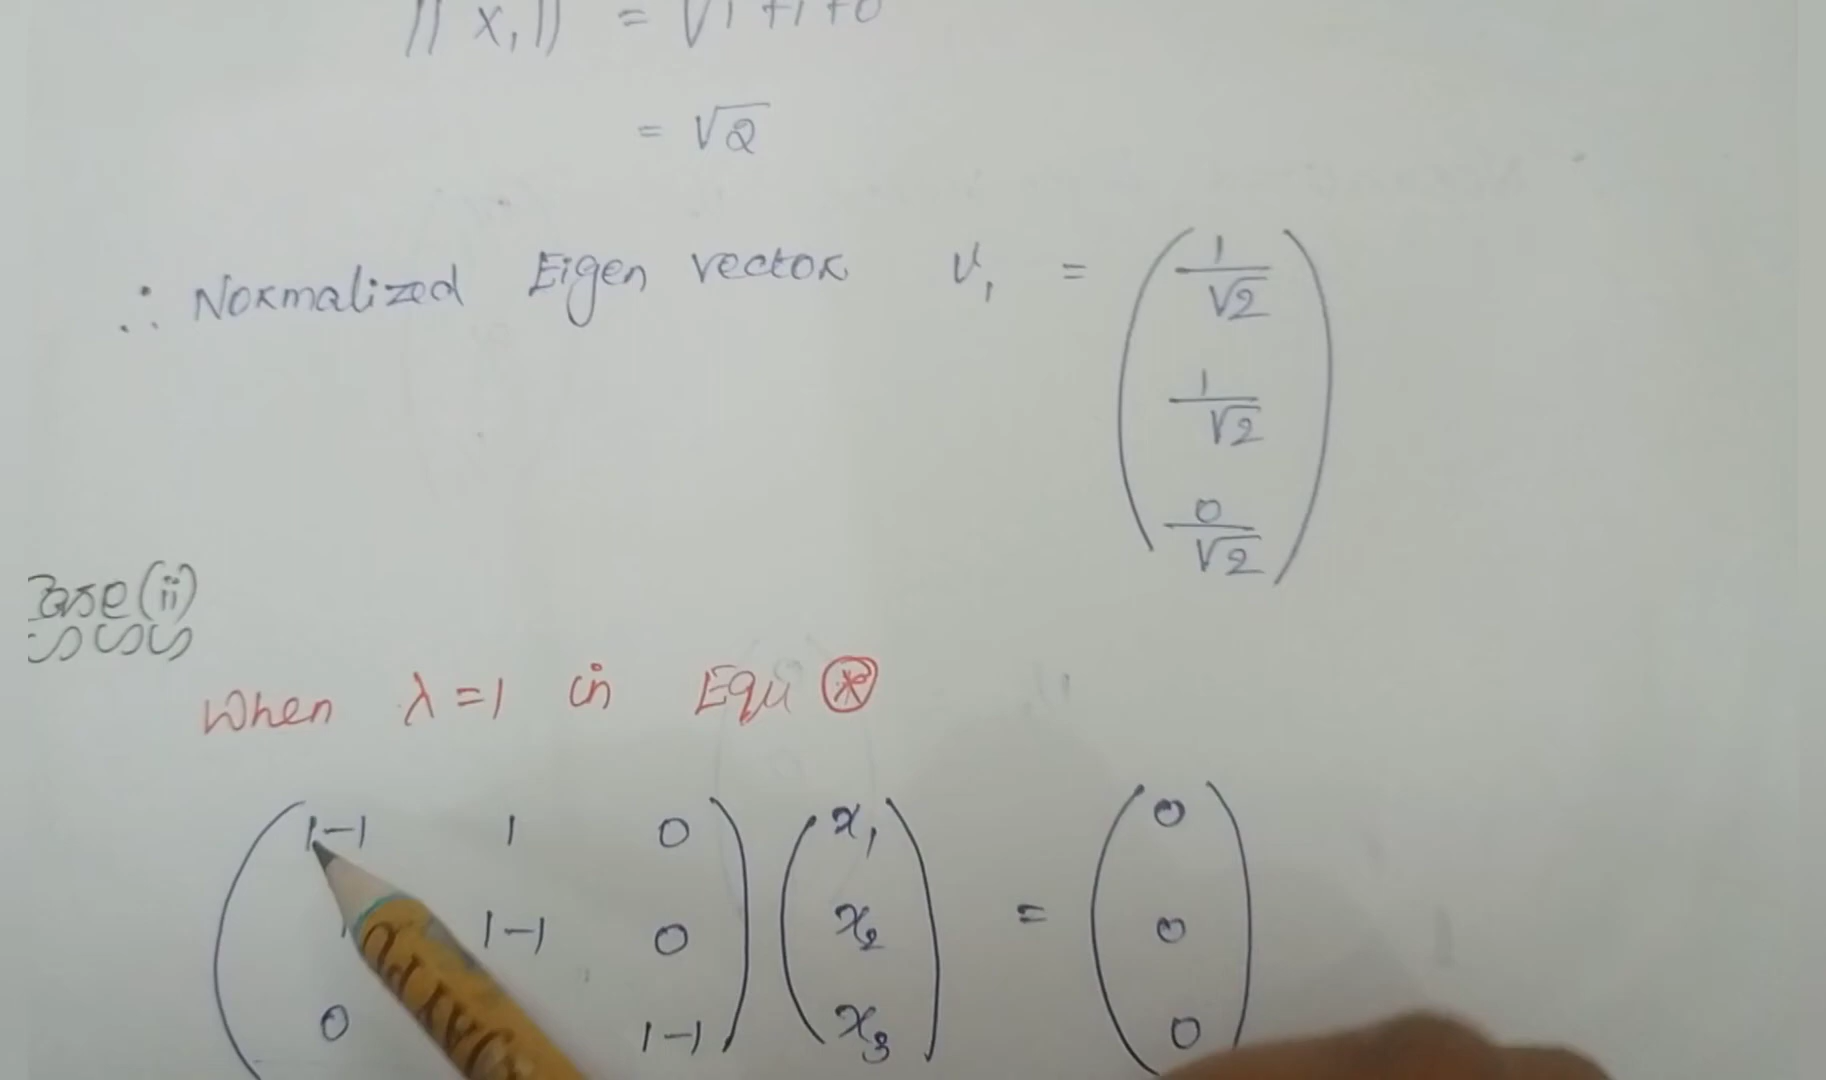 ||x₁|| = √1+1+0
= √2
∴ Normalized Eigen vector v₁ = ( 1/√2
1/√2
0/√2 )
Case (ii)
When λ=1 in Equ (*)
( 1-1 1 0 ) ( x₁ ) = ( 0 )
1-1 0 x₂ 0
0 1-1 x₃ 0